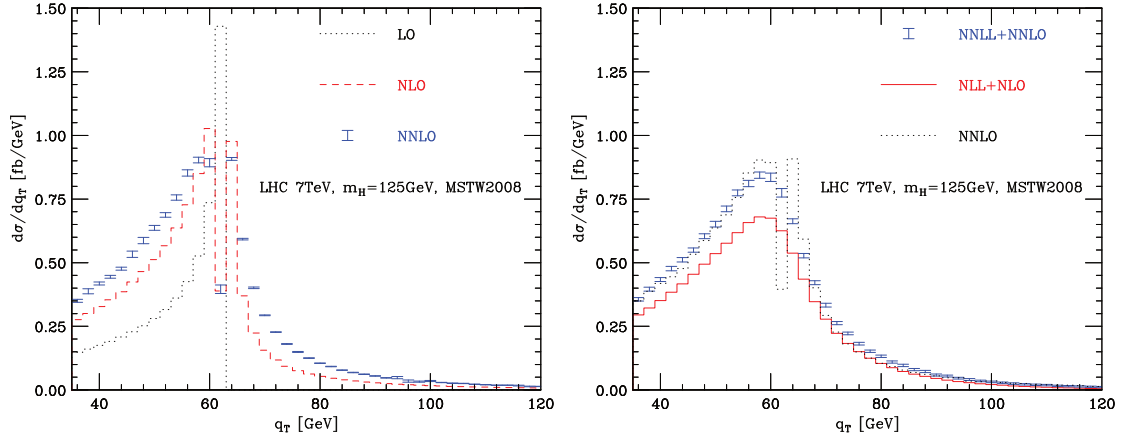 1.50
1.25
1.00
0.75
0.50
0.25
0.00
dσ/dq_T [fb/GeV]
LO
NLO
NNLO
LHC 7TeV, m_H=125GeV, MSTW2008
40
60
80
100
120
q_T [GeV]
1.50
1.25
1.00
0.75
0.50
0.25
0.00
dσ/dq_T [fb/GeV]
NNLL+NNLO
NLL+NLO
NNLO
LHC 7TeV, m_H=125GeV, MSTW2008
40
60
80
100
120
q_T [GeV]